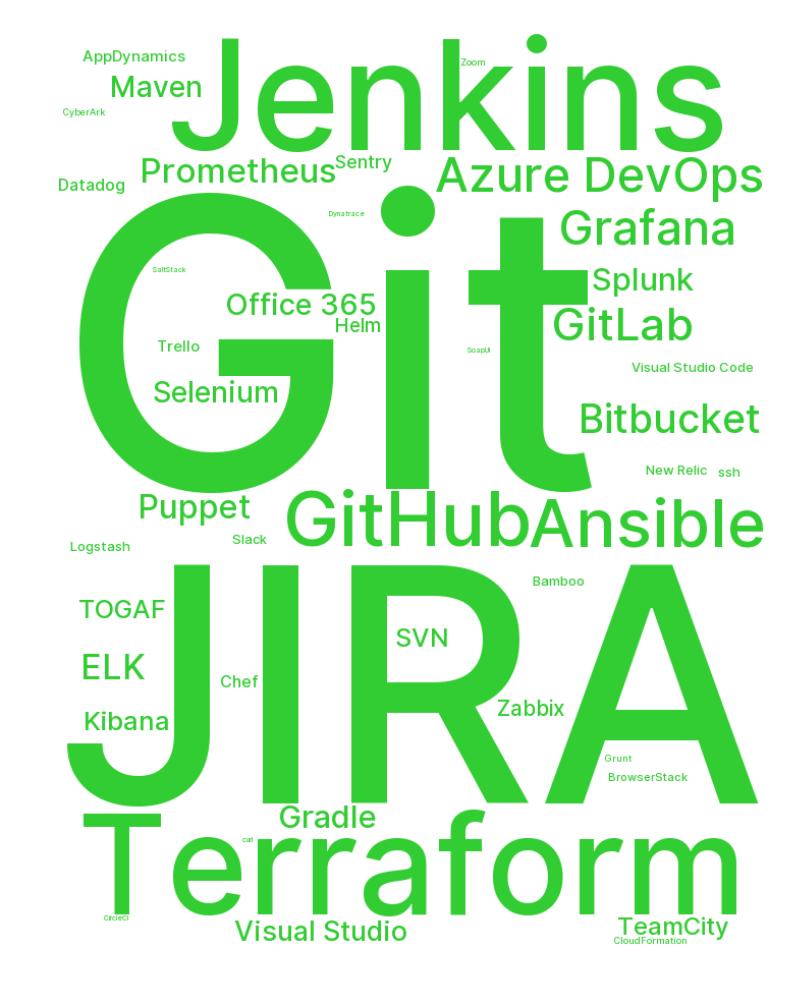 Jenkins
AppDynamics
Zoom
Maven
CyberArk
Sentry
Prometheus
Azure DevOps
Datadog
Dynatrace
Git
Grafana
SaltStack
Splunk
Office 365
Helm
GitLab
Trello
SoapUI
Visual Studio Code
Selenium
Bitbucket
New Relic
ssh
Puppet
GitHub
Ansible
Slack
Logstash
JIRA
Bamboo
TOGAF
SVN
ELK
Chef
Zabbix
Kibana
Grunt
BrowserStack
Gradle
Terraform
curl
CircleCI
Visual Studio
TeamCity
CloudFormation